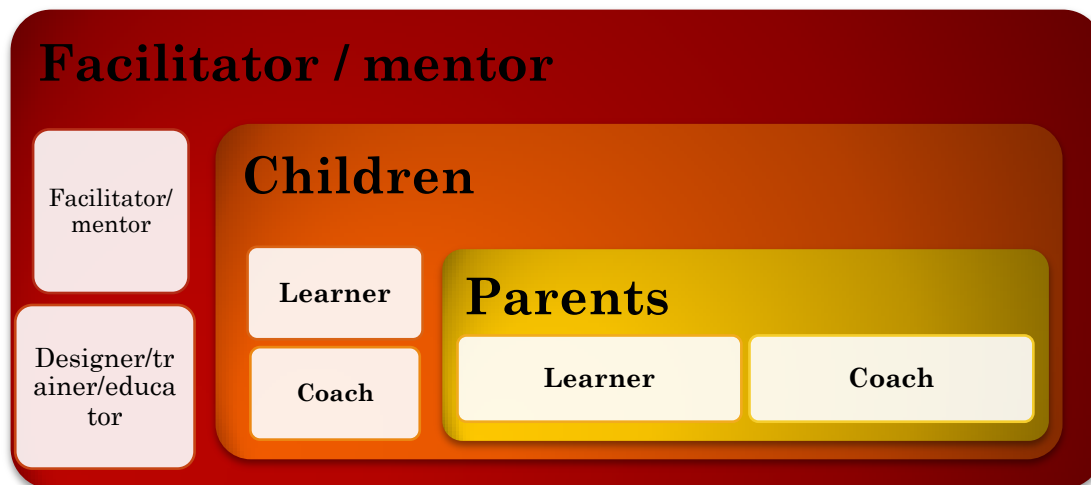 Facilitator / mentor
Facilitator/
mentor
Designer/tr
ainer/educa
tor
Children
Learner
Coach
Parents
Learner
Coach